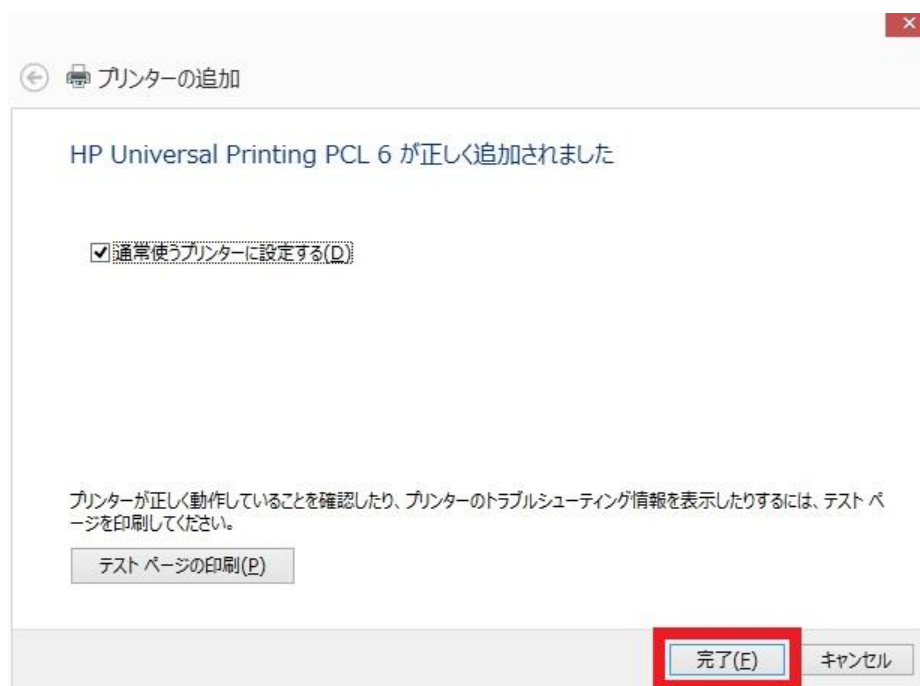 プリンターの追加
HP Universal Printing PCL 6 が正しく追加されました
通常使うプリンターに設定する(D)
プリンターが正しく動作していることを確認したり、プリンターのトラブルシューティング情報を表示したりするには、テスト ペ
ージを印刷してください。
テスト ページの印刷(P)
完了(F)
キャンセル